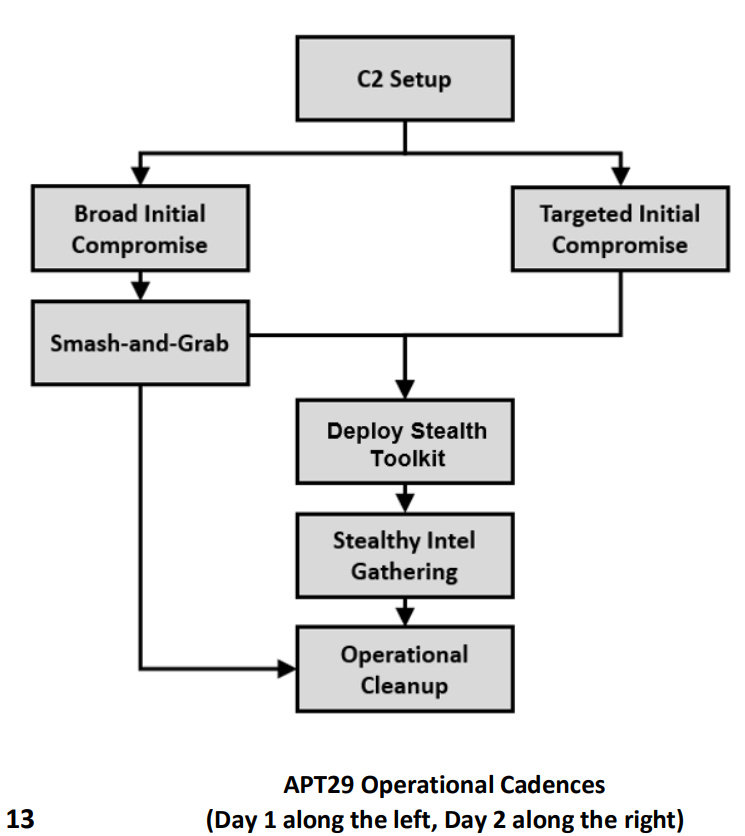 C2 Setup
Broad Initial
Compromise
Targeted Initial
Compromise
Smash-and-Grab
Deploy Stealth
Toolkit
Stealthy Intel
Gathering
Operational
Cleanup
APT29 Operational Cadences
13
(Day 1 along the left, Day 2 along the right)